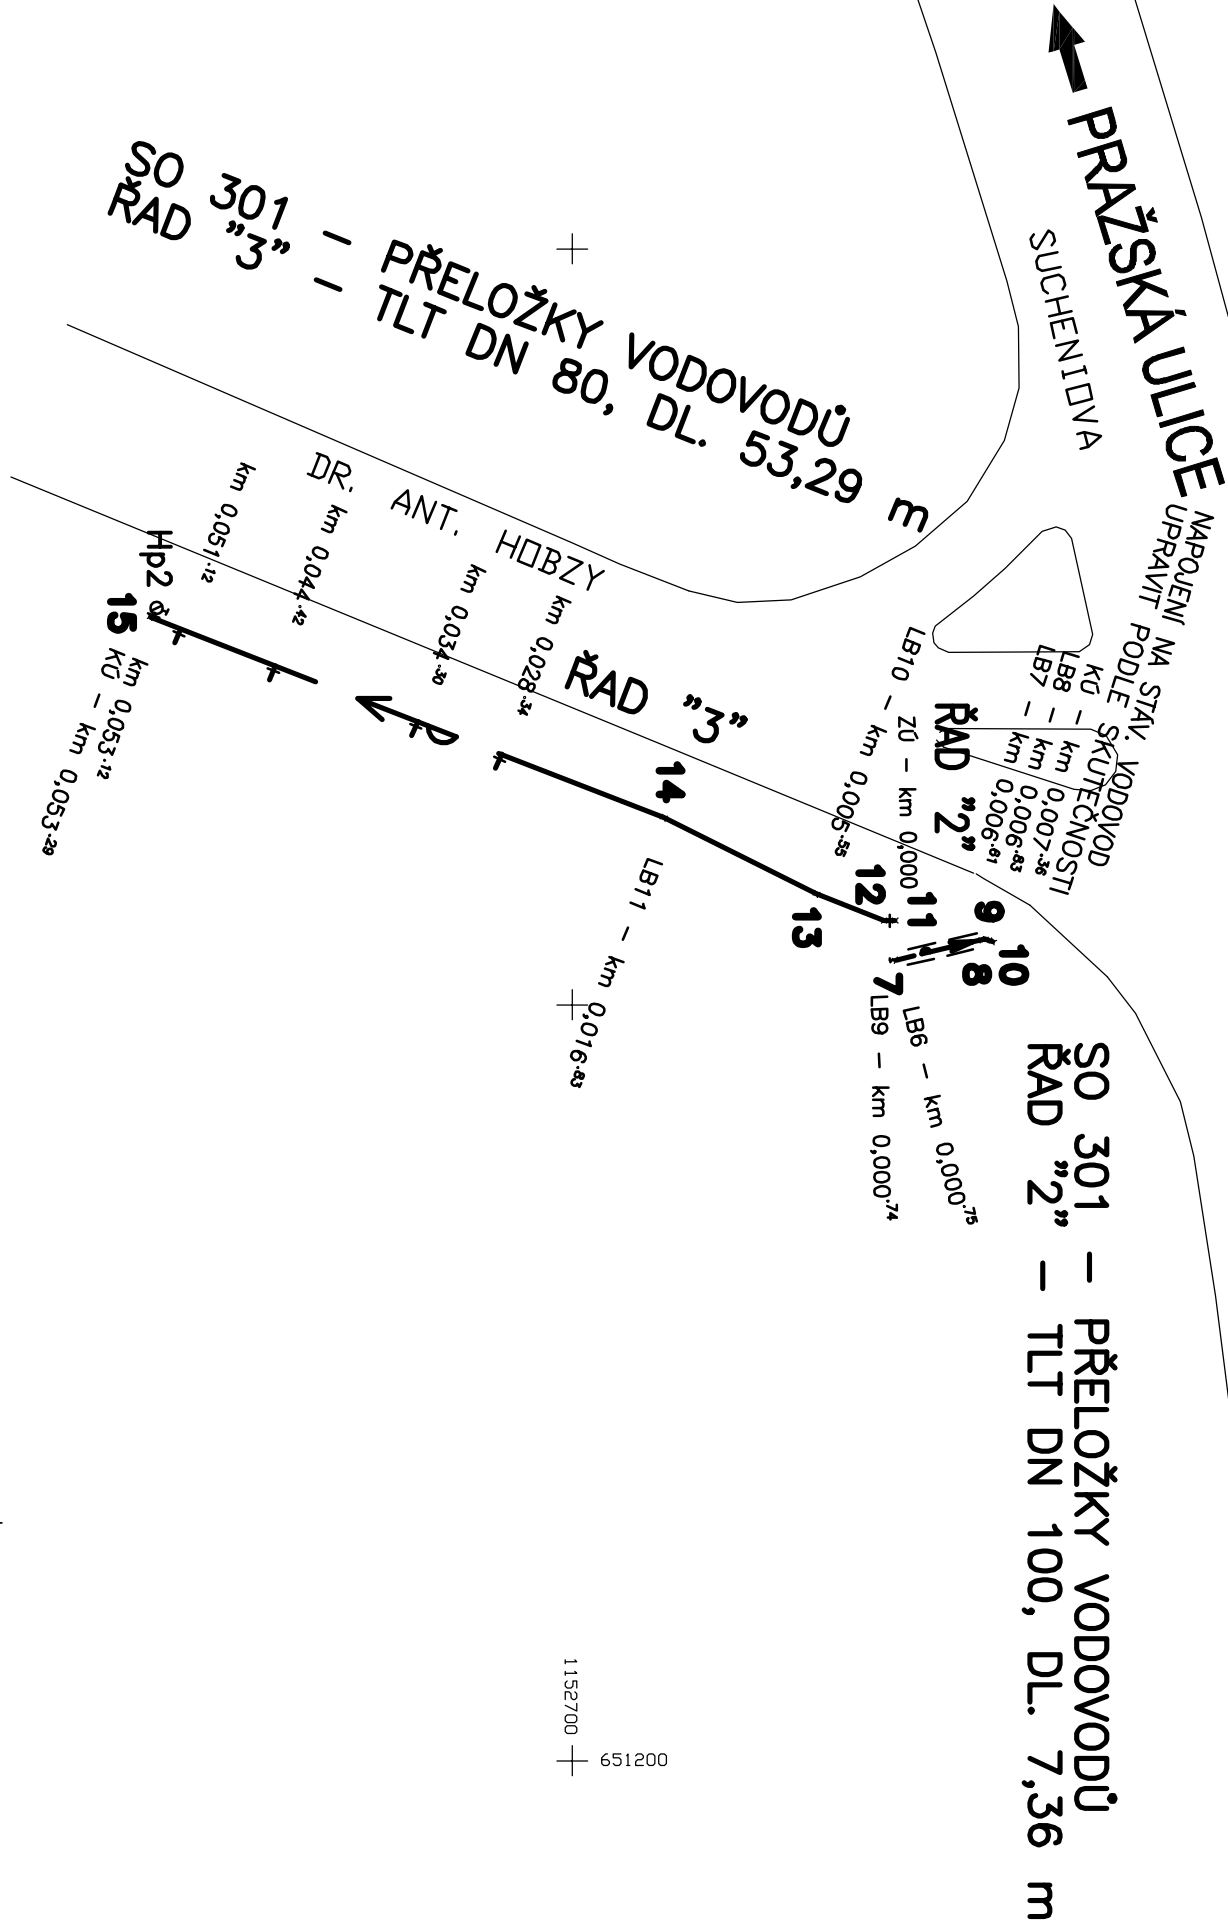 PRAŽSKÁ ULICE
SUCHENIOVA
NAPOJENÍ NA STÁV. VODOVOD
UPRAVIT PODLE SKUTEČNOSTI
SO 301 – PŘELOŽKY VODOVODŮ
ŘAD "3" – TLT DN 80, DL. 53,29 m
DR. ANT. HOBZY
km 0,051.12
km 0,044.42
km 0,034.30
km 0,028.34
Hp2
15
km 0,053.12
KÚ – km 0,053.29
ŘAD "3"
14
LB10 – km 0,005.55
ZÚ – km 0,000
ŘAD "2"
KÚ – km 0,007.36
LB8 – km 0,006.83
LB7 – km 0,006.61
LB11 – km 0,016.83
13
12
11
9
10
8
7
LB9 – km 0,000.74
LB6 – km 0,000.75
SO 301 – PŘELOŽKY VODOVODŮ
ŘAD "2" – TLT DN 100, DL. 7,36 m
1152700
651200